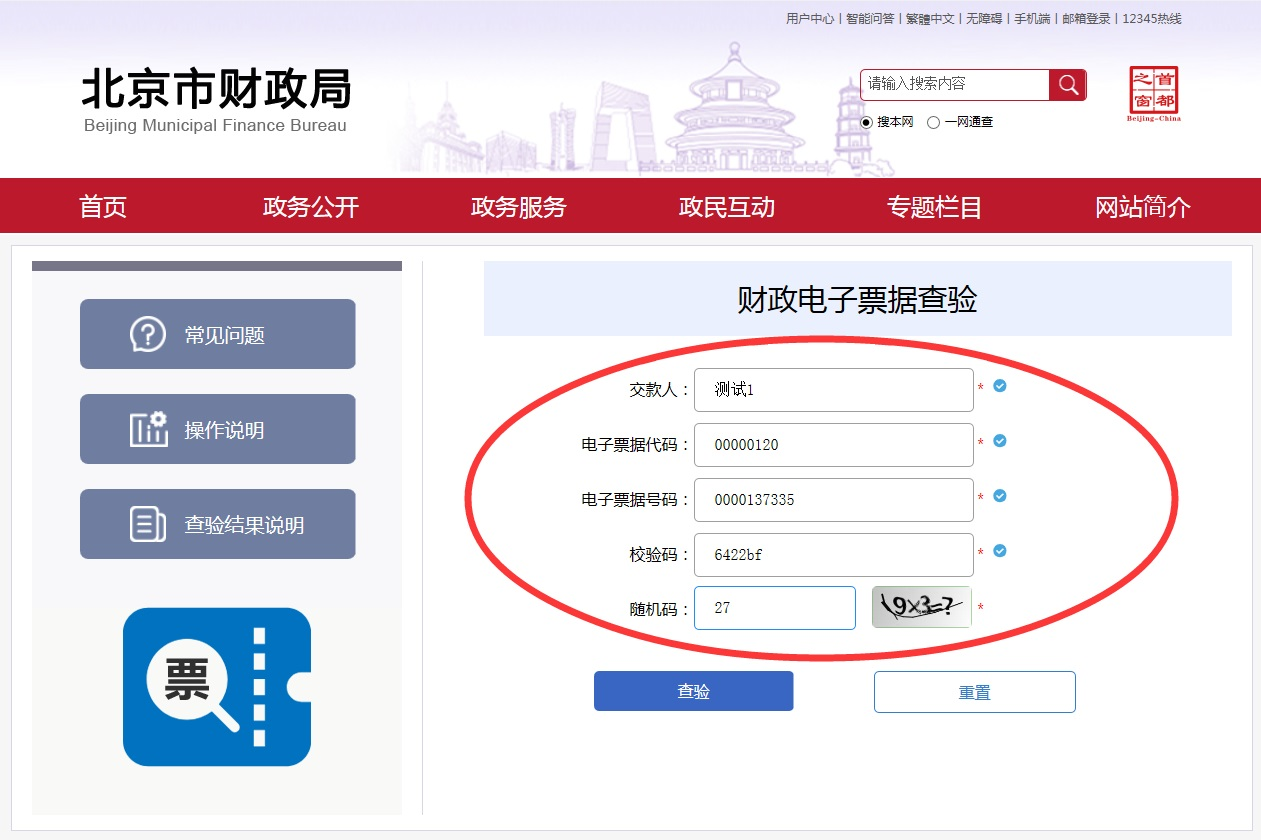 用户中心 | 智能问答 | 繁體中文 | 无障碍 | 手机端 | 邮箱登录 | 12345热线
北京市财政局
Beijing Municipal Finance Bureau
请输入搜索内容
搜本网 一网通查
首都之窗
Beijing-China
首页 政务公开 政务服务 政民互动 专题栏目 网站简介
常见问题
操作说明
查验结果说明
票
财政电子票据查验
交款人： 测试1 *
电子票据代码： 00000120 *
电子票据号码： 0000137335 *
校验码： 6422bf *
随机码： 27 9×3=? *
查验 重置